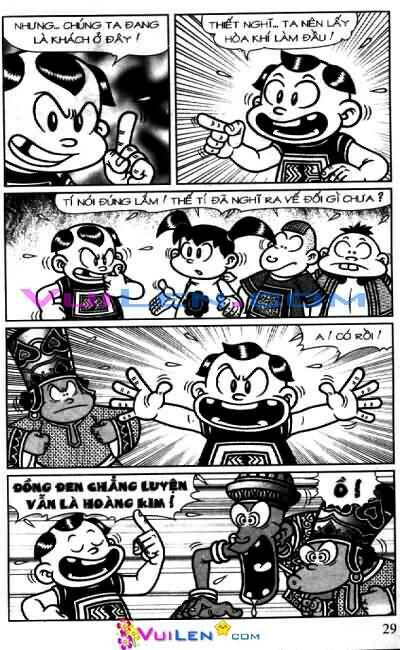 NHƯNG... CHÚNG TA ĐANG
LÀ KHÁCH Ở ĐÂY !
THIẾT NGHĨ... TA NÊN LẤY
HÒA KHÍ LÀM ĐẦU !
TÍ NÓI ĐÚNG LẮM ! THẾ TÍ ĐÃ NGHĨ RA VẾ ĐỐI GÌ CHƯA ?
VUILEN.COM
A ! CÓ RỒI !
ĐỒNG ĐEN CHẲNG LUYỆN
VẪN LÀ HOÀNG KIM !
Ồ !
29
VUILEN.COM